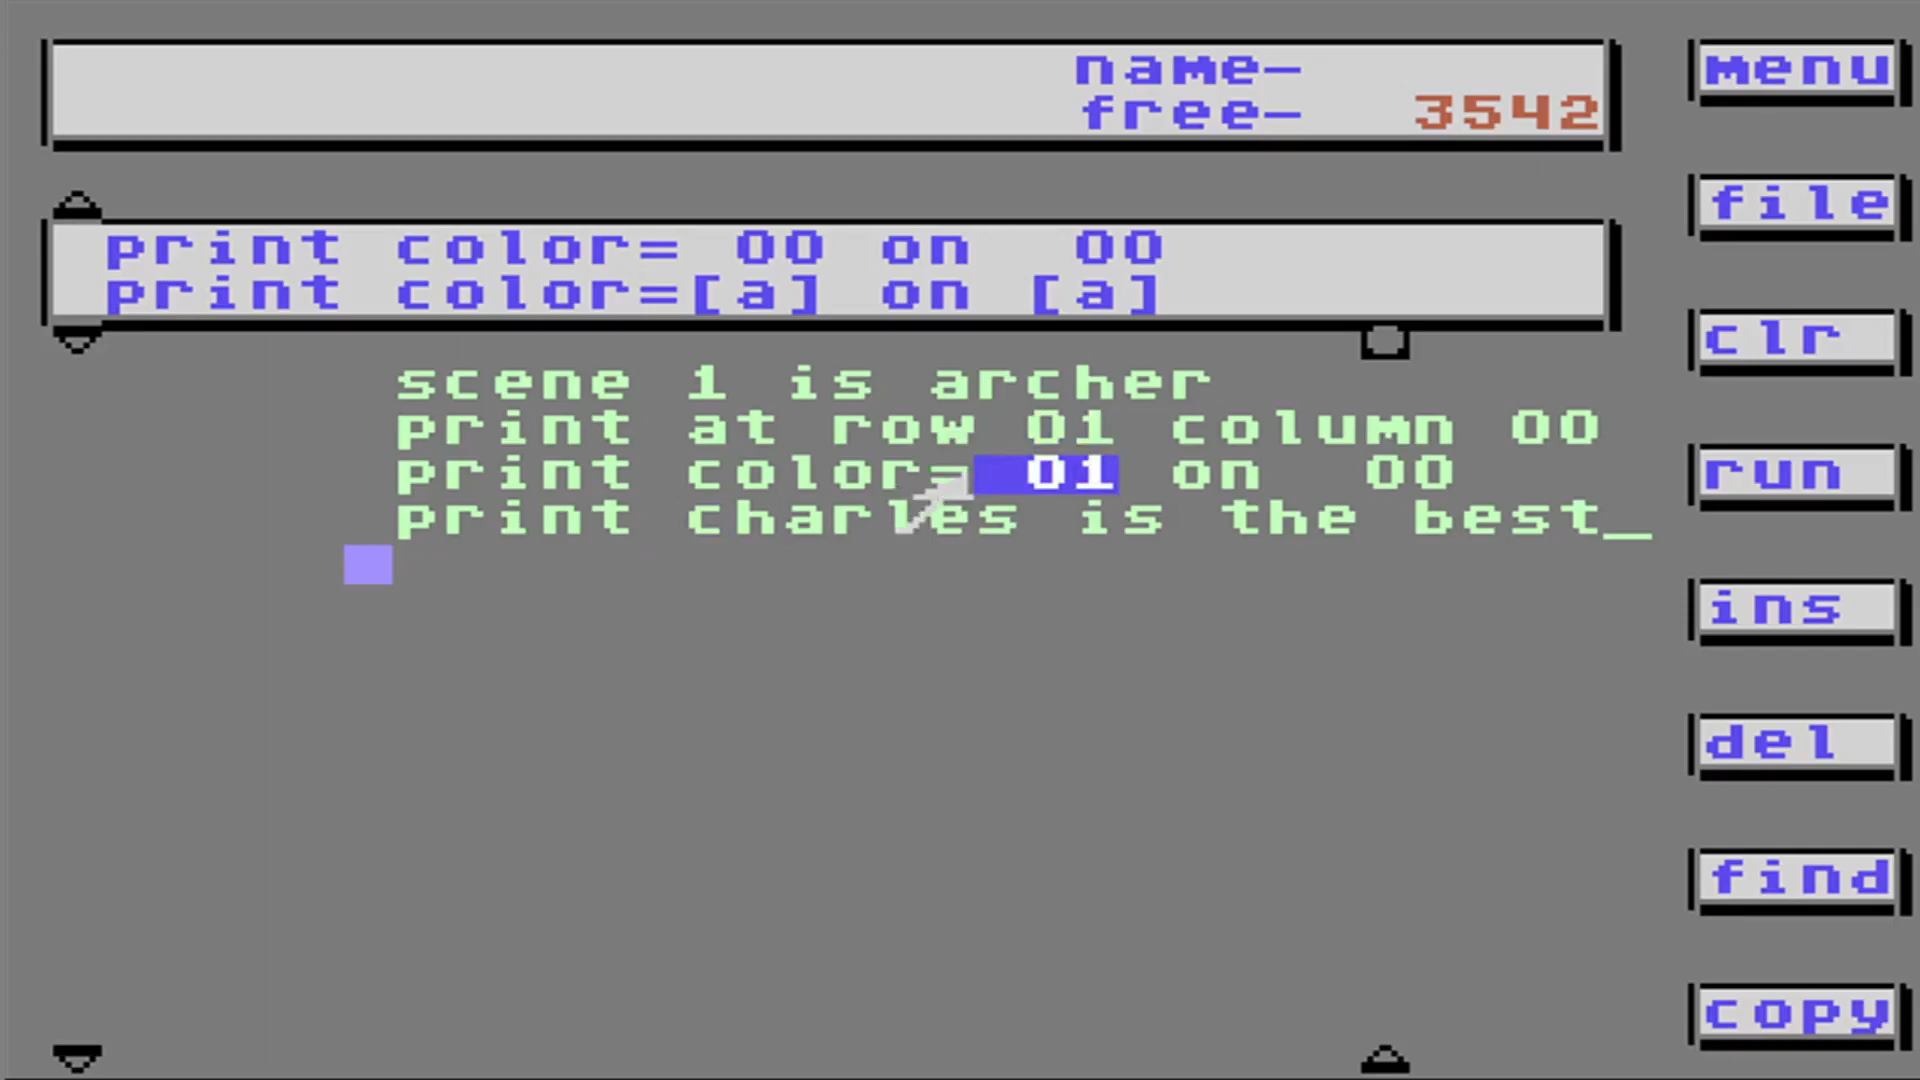 name-
free- 3542
menu
file
print color= 00 on 00
print color=[a] on [a]
clr
scene 1 is archer
print at row 01 column 00
print color= 01 on 00
run
print charles is the best_
ins
del
find
copy